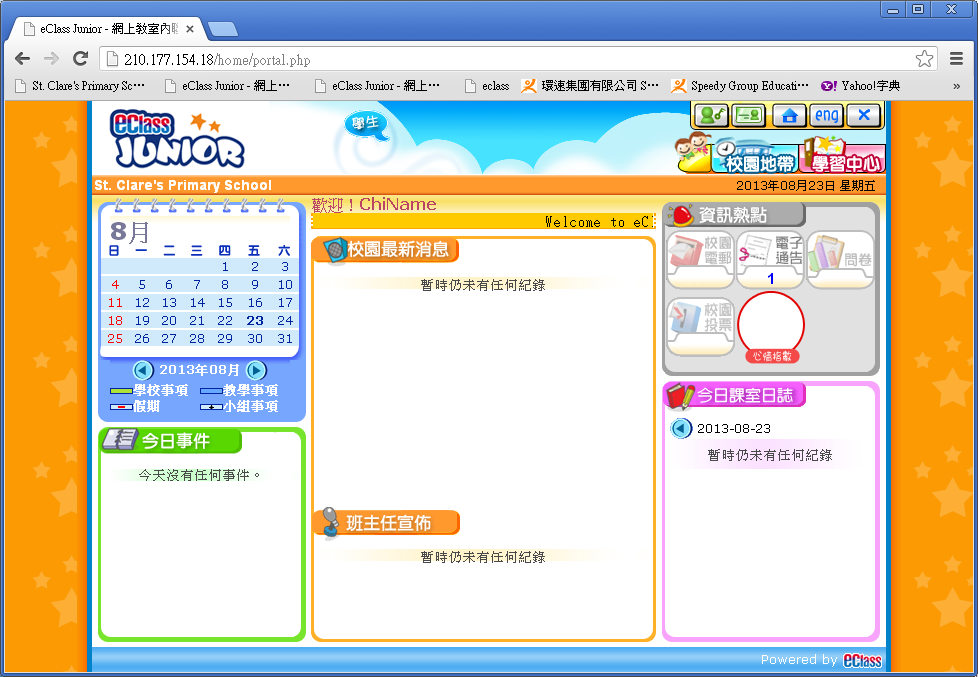 eClass Junior - 網上教室內聯
210.177.154.18/home/portal.php
St. Clare's Primary Sc… eClass Junior - 網上… eClass Junior - 網上… eclass 環速集團有限公司 S… Speedy Group Educati… Yahoo!字典 »
eClass JUNIOR
學生
eng
校園地帶 學習中心
St. Clare's Primary School 2013年08月23日 星期五
8月
日 一 二 三 四 五 六
1 2 3
4 5 6 7 8 9 10
11 12 13 14 15 16 17
18 19 20 21 22 23 24
25 26 27 28 29 30 31
2013年08月
學校事項 教學事項
假期 小組事項
今日事件
今天沒有任何事件。
歡迎！ChiName
Welcome to eC
校園最新消息
暫時仍未有任何紀錄
班主任宣佈
暫時仍未有任何紀錄
資訊熱點
校園電郵
電子通告
1
問卷
校園投票
心情指數
今日課室日誌
2013-08-23
暫時仍未有任何紀錄
Powered by eClass